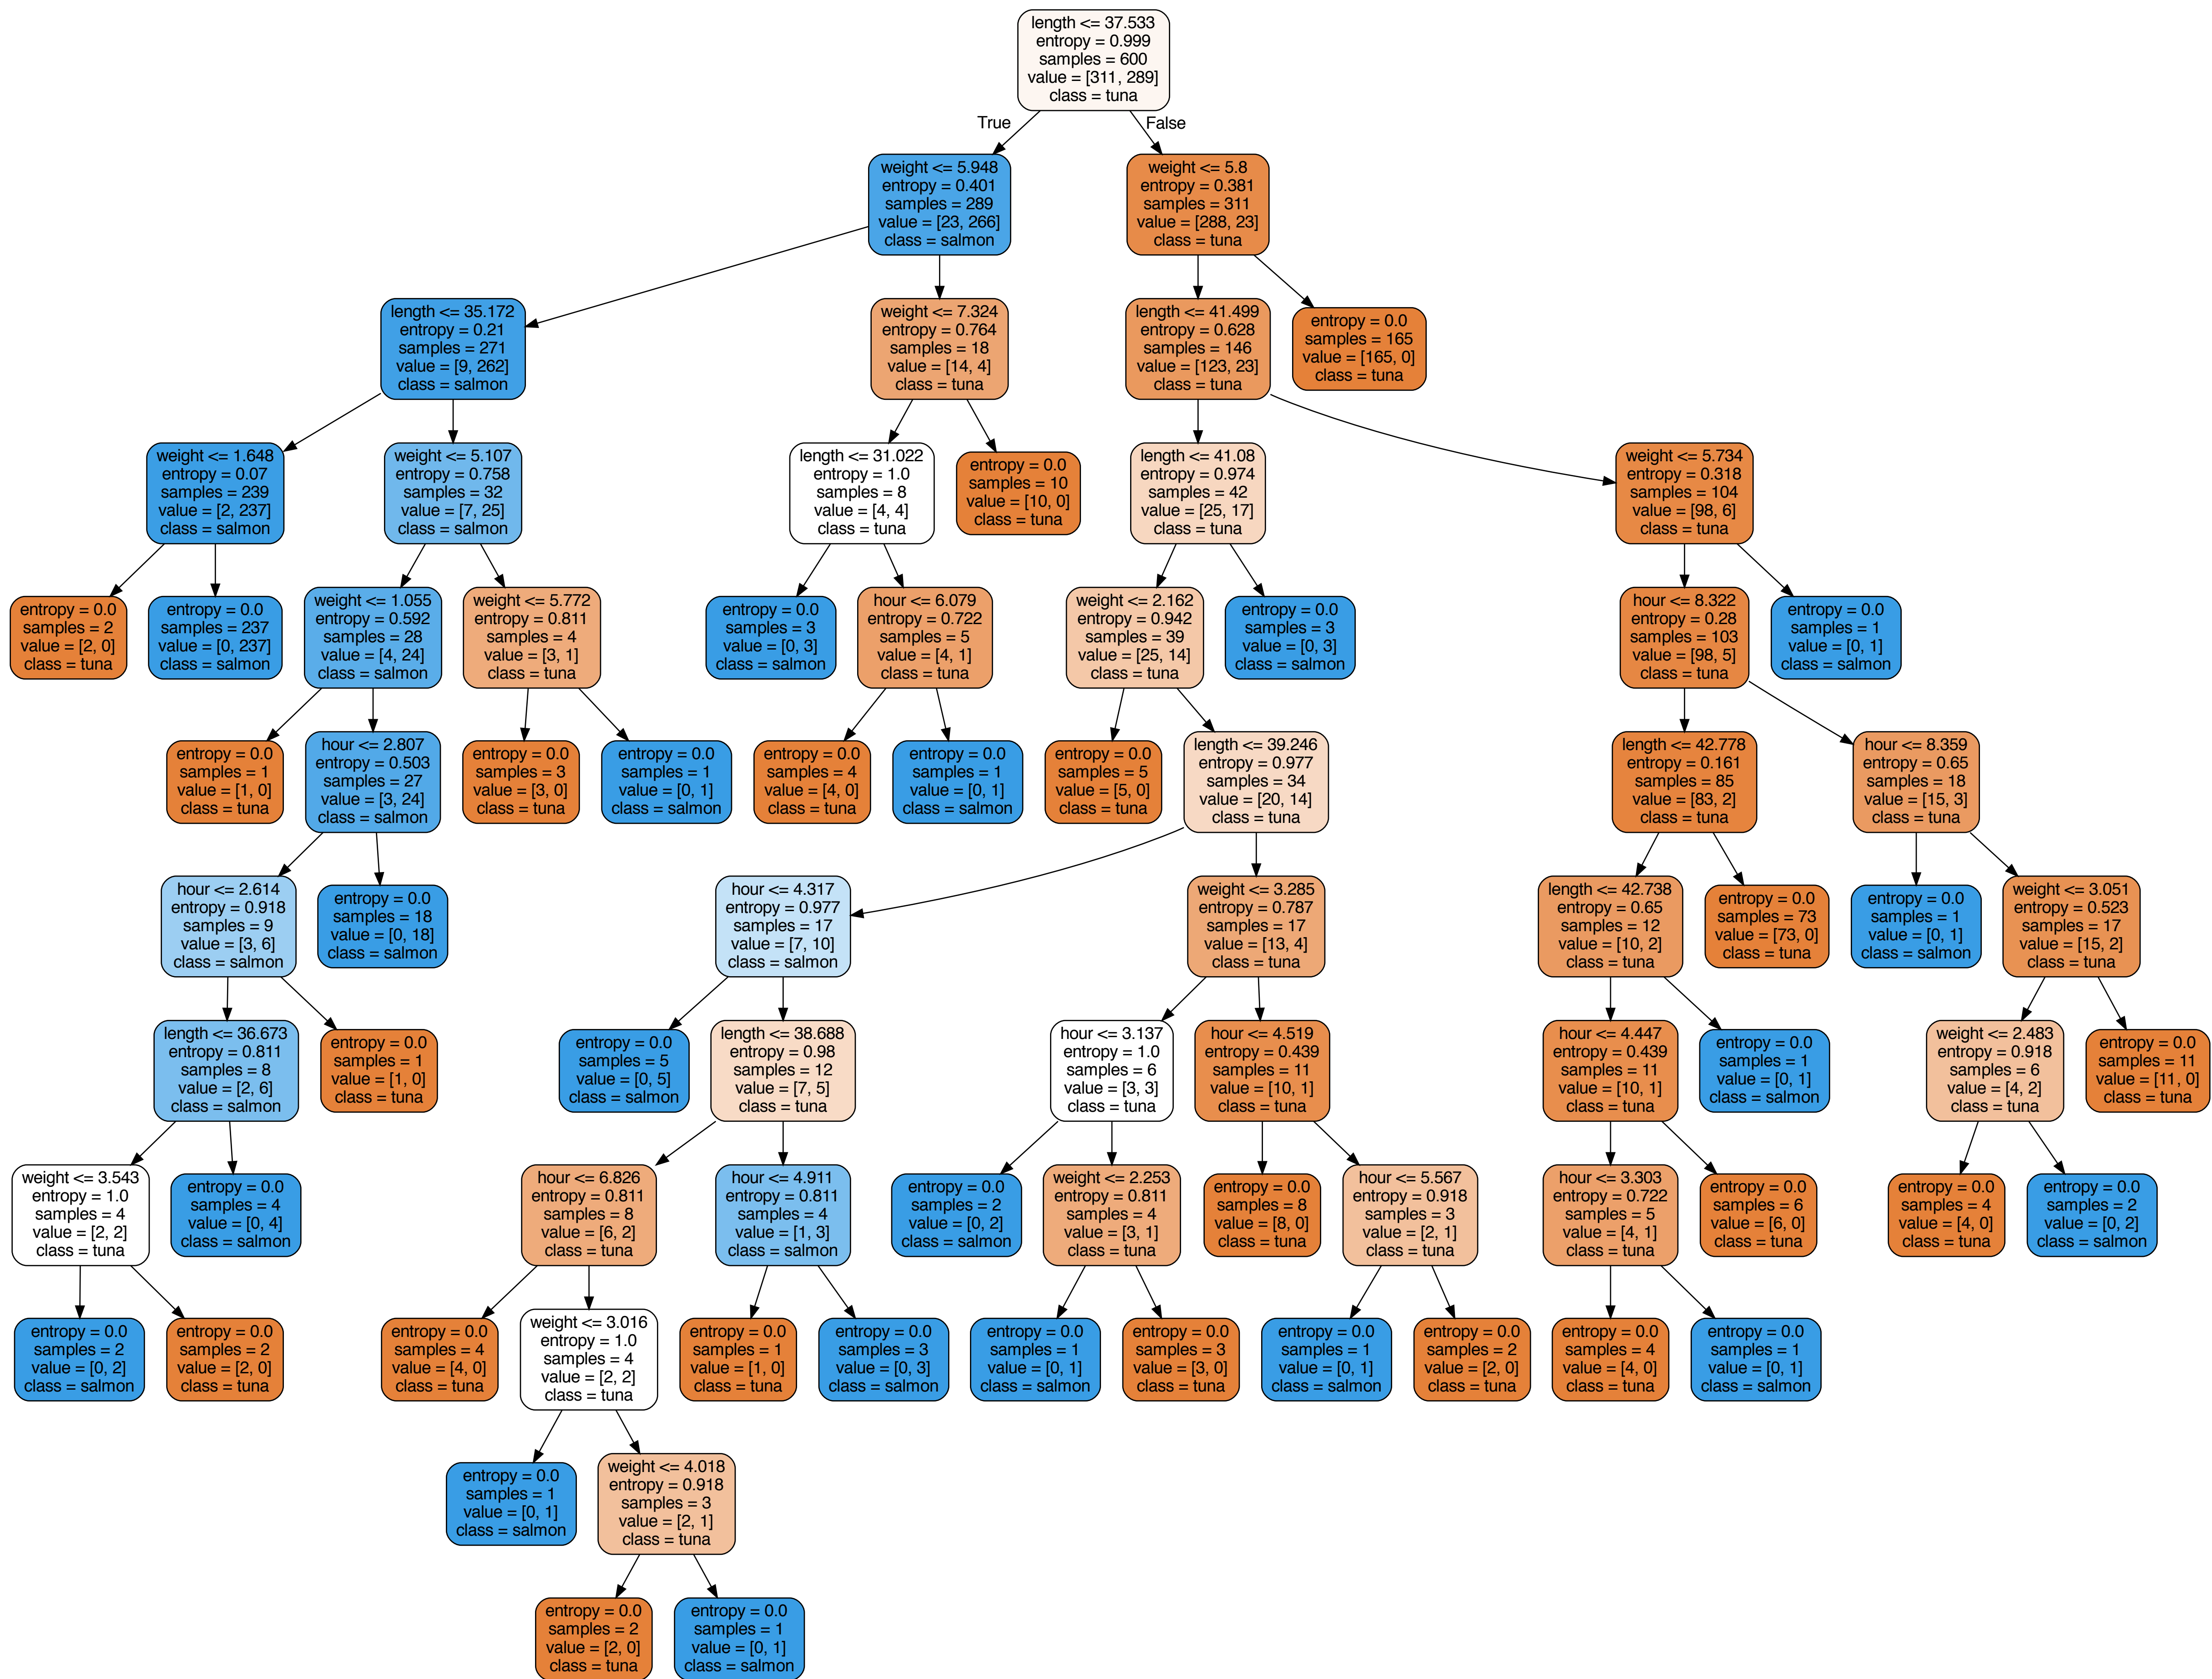 length <= 37.533
entropy = 0.999
samples = 600
value = [311, 289]
class = tuna
True
False
weight <= 5.948
entropy = 0.401
samples = 289
value = [23, 266]
class = salmon
weight <= 5.8
entropy = 0.381
samples = 311
value = [288, 23]
class = tuna
length <= 35.172
entropy = 0.21
samples = 271
value = [9, 262]
class = salmon
weight <= 7.324
entropy = 0.764
samples = 18
value = [14, 4]
class = tuna
length <= 41.499
entropy = 0.628
samples = 146
value = [123, 23]
class = tuna
entropy = 0.0
samples = 165
value = [165, 0]
class = tuna
weight <= 1.648
entropy = 0.07
samples = 239
value = [2, 237]
class = salmon
weight <= 5.107
entropy = 0.758
samples = 32
value = [7, 25]
class = salmon
length <= 31.022
entropy = 1.0
samples = 8
value = [4, 4]
class = tuna
entropy = 0.0
samples = 10
value = [10, 0]
class = tuna
length <= 41.08
entropy = 0.974
samples = 42
value = [25, 17]
class = tuna
weight <= 5.734
entropy = 0.318
samples = 104
value = [98, 6]
class = tuna
entropy = 0.0
samples = 2
value = [2, 0]
class = tuna
entropy = 0.0
samples = 237
value = [0, 237]
class = salmon
weight <= 1.055
entropy = 0.592
samples = 28
value = [4, 24]
class = salmon
weight <= 5.772
entropy = 0.811
samples = 4
value = [3, 1]
class = tuna
entropy = 0.0
samples = 3
value = [0, 3]
class = salmon
hour <= 6.079
entropy = 0.722
samples = 5
value = [4, 1]
class = tuna
weight <= 2.162
entropy = 0.942
samples = 39
value = [25, 14]
class = tuna
entropy = 0.0
samples = 3
value = [0, 3]
class = salmon
hour <= 8.322
entropy = 0.28
samples = 103
value = [98, 5]
class = tuna
entropy = 0.0
samples = 1
value = [0, 1]
class = salmon
entropy = 0.0
samples = 1
value = [1, 0]
class = tuna
hour <= 2.807
entropy = 0.503
samples = 27
value = [3, 24]
class = salmon
entropy = 0.0
samples = 3
value = [3, 0]
class = tuna
entropy = 0.0
samples = 1
value = [0, 1]
class = salmon
entropy = 0.0
samples = 4
value = [4, 0]
class = tuna
entropy = 0.0
samples = 1
value = [0, 1]
class = salmon
entropy = 0.0
samples = 5
value = [5, 0]
class = tuna
length <= 39.246
entropy = 0.977
samples = 34
value = [20, 14]
class = tuna
length <= 42.778
entropy = 0.161
samples = 85
value = [83, 2]
class = tuna
hour <= 8.359
entropy = 0.65
samples = 18
value = [15, 3]
class = tuna
hour <= 2.614
entropy = 0.918
samples = 9
value = [3, 6]
class = salmon
entropy = 0.0
samples = 18
value = [0, 18]
class = salmon
hour <= 4.317
entropy = 0.977
samples = 17
value = [7, 10]
class = salmon
weight <= 3.285
entropy = 0.787
samples = 17
value = [13, 4]
class = tuna
length <= 42.738
entropy = 0.65
samples = 12
value = [10, 2]
class = tuna
entropy = 0.0
samples = 73
value = [73, 0]
class = tuna
entropy = 0.0
samples = 1
value = [0, 1]
class = salmon
weight <= 3.051
entropy = 0.523
samples = 17
value = [15, 2]
class = tuna
length <= 36.673
entropy = 0.811
samples = 8
value = [2, 6]
class = salmon
entropy = 0.0
samples = 1
value = [1, 0]
class = tuna
entropy = 0.0
samples = 5
value = [0, 5]
class = salmon
length <= 38.688
entropy = 0.98
samples = 12
value = [7, 5]
class = tuna
hour <= 3.137
entropy = 1.0
samples = 6
value = [3, 3]
class = tuna
hour <= 4.519
entropy = 0.439
samples = 11
value = [10, 1]
class = tuna
hour <= 4.447
entropy = 0.439
samples = 11
value = [10, 1]
class = tuna
entropy = 0.0
samples = 1
value = [0, 1]
class = salmon
weight <= 2.483
entropy = 0.918
samples = 6
value = [4, 2]
class = tuna
entropy = 0.0
samples = 11
value = [11, 0]
class = tuna
weight <= 3.543
entropy = 1.0
samples = 4
value = [2, 2]
class = tuna
entropy = 0.0
samples = 4
value = [0, 4]
class = salmon
hour <= 6.826
entropy = 0.811
samples = 8
value = [6, 2]
class = tuna
hour <= 4.911
entropy = 0.811
samples = 4
value = [1, 3]
class = salmon
entropy = 0.0
samples = 2
value = [0, 2]
class = salmon
weight <= 2.253
entropy = 0.811
samples = 4
value = [3, 1]
class = tuna
entropy = 0.0
samples = 8
value = [8, 0]
class = tuna
hour <= 5.567
entropy = 0.918
samples = 3
value = [2, 1]
class = tuna
hour <= 3.303
entropy = 0.722
samples = 5
value = [4, 1]
class = tuna
entropy = 0.0
samples = 6
value = [6, 0]
class = tuna
entropy = 0.0
samples = 4
value = [4, 0]
class = tuna
entropy = 0.0
samples = 2
value = [0, 2]
class = salmon
entropy = 0.0
samples = 2
value = [0, 2]
class = salmon
entropy = 0.0
samples = 2
value = [2, 0]
class = tuna
entropy = 0.0
samples = 4
value = [4, 0]
class = tuna
weight <= 3.016
entropy = 1.0
samples = 4
value = [2, 2]
class = tuna
entropy = 0.0
samples = 1
value = [1, 0]
class = tuna
entropy = 0.0
samples = 3
value = [0, 3]
class = salmon
entropy = 0.0
samples = 1
value = [0, 1]
class = salmon
entropy = 0.0
samples = 3
value = [3, 0]
class = tuna
entropy = 0.0
samples = 1
value = [0, 1]
class = salmon
entropy = 0.0
samples = 2
value = [2, 0]
class = tuna
entropy = 0.0
samples = 4
value = [4, 0]
class = tuna
entropy = 0.0
samples = 1
value = [0, 1]
class = salmon
entropy = 0.0
samples = 1
value = [0, 1]
class = salmon
weight <= 4.018
entropy = 0.918
samples = 3
value = [2, 1]
class = tuna
entropy = 0.0
samples = 2
value = [2, 0]
class = tuna
entropy = 0.0
samples = 1
value = [0, 1]
class = salmon